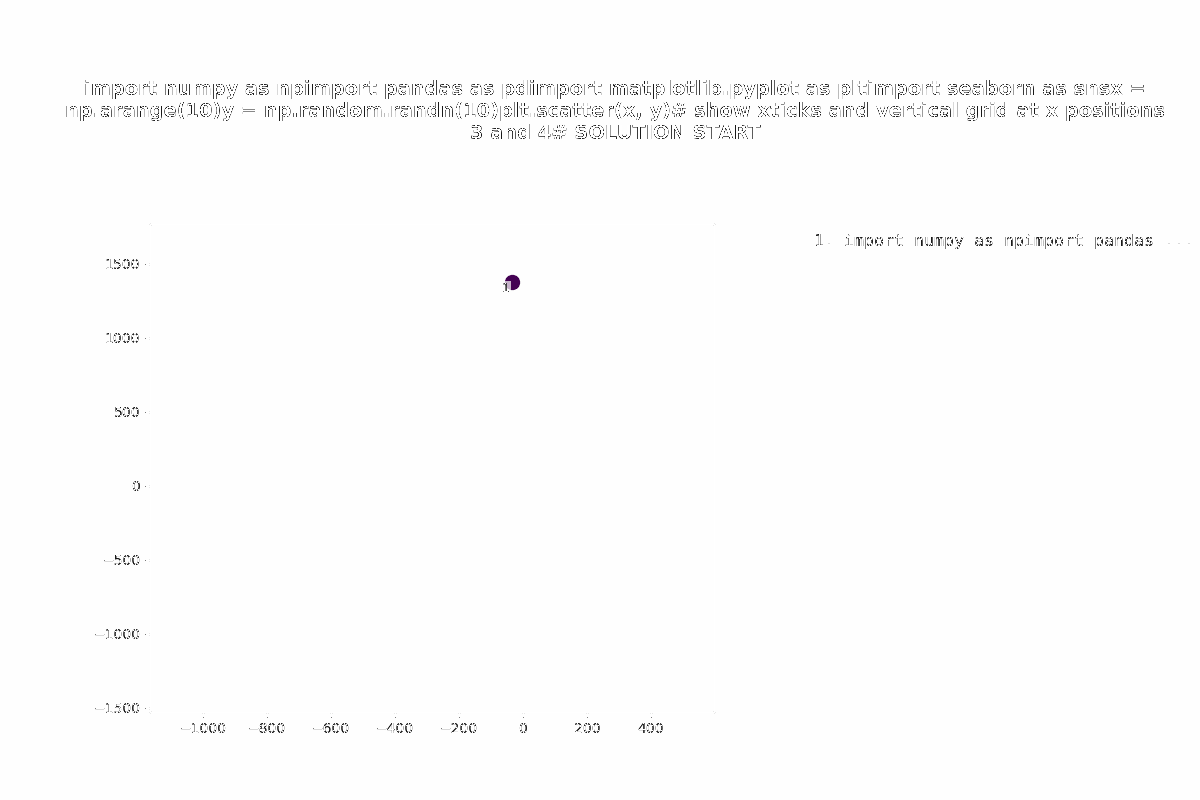 import numpy as npimport pandas as pdimport matplotlib.pyplot as pltimport seaborn as snsx =
np.arange(10)y = np.random.randn(10)plt.scatter(x, y)# show xticks and vertical grid at x positions
3 and 4# SOLUTION START
1. import numpy as npimport pandas ...
1500
1
1000
500
0
−500
−1000
−1500
−1000 −800 −600 −400 −200 0 200 400